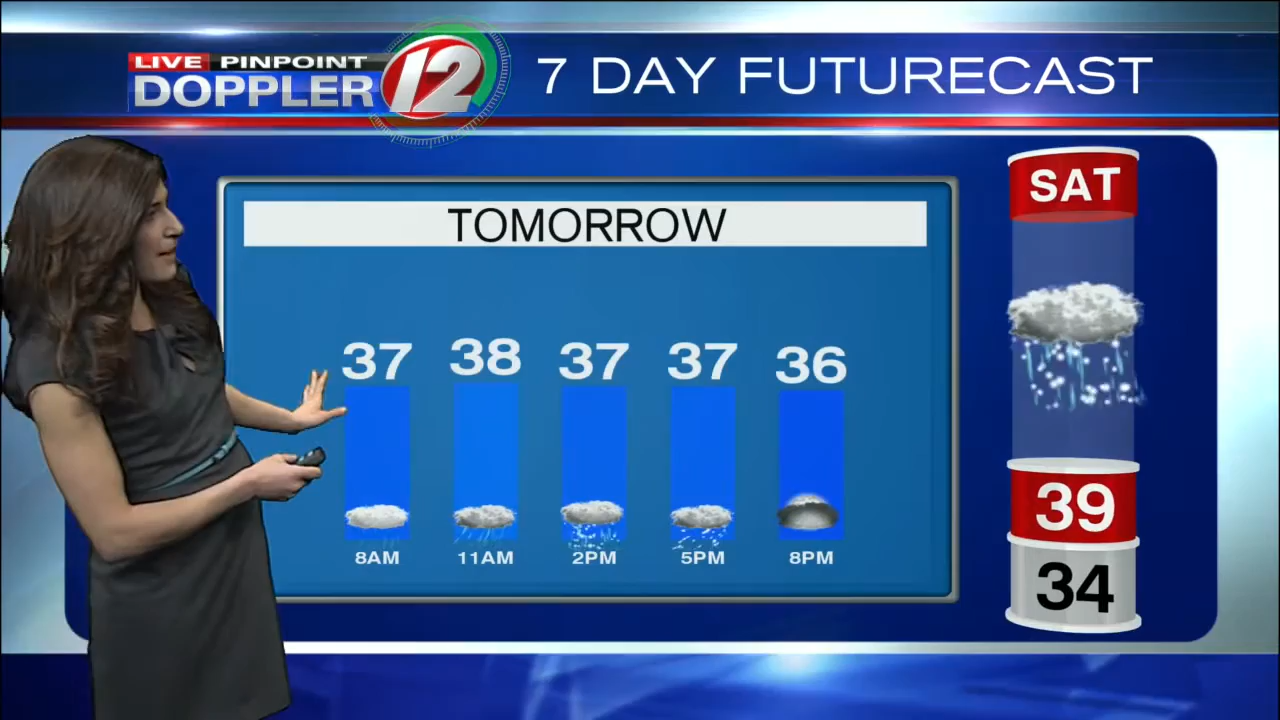 LIVE PINPOINT
DOPPLER 12
7 DAY FUTURECAST
TOMORROW
37 38 37 37 36
8AM 11AM 2PM 5PM 8PM
SAT
39
34